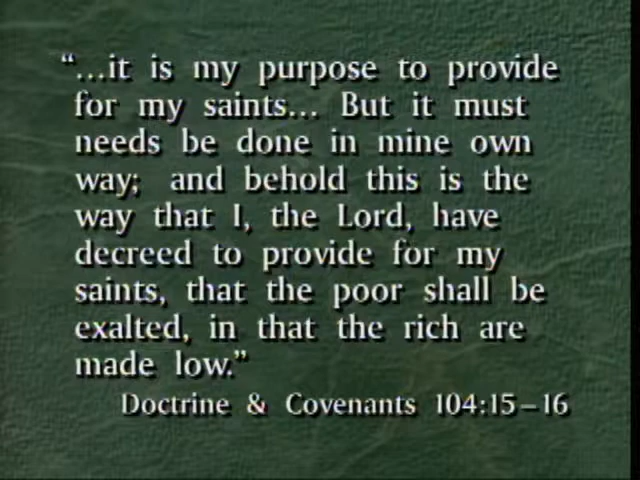 “...it is my purpose to provide
for my saints... But it must
needs be done in mine own
way; and behold this is the
way that I, the Lord, have
decreed to provide for my
saints, that the poor shall be
exalted, in that the rich are
made low.”
Doctrine & Covenants 104:15–16